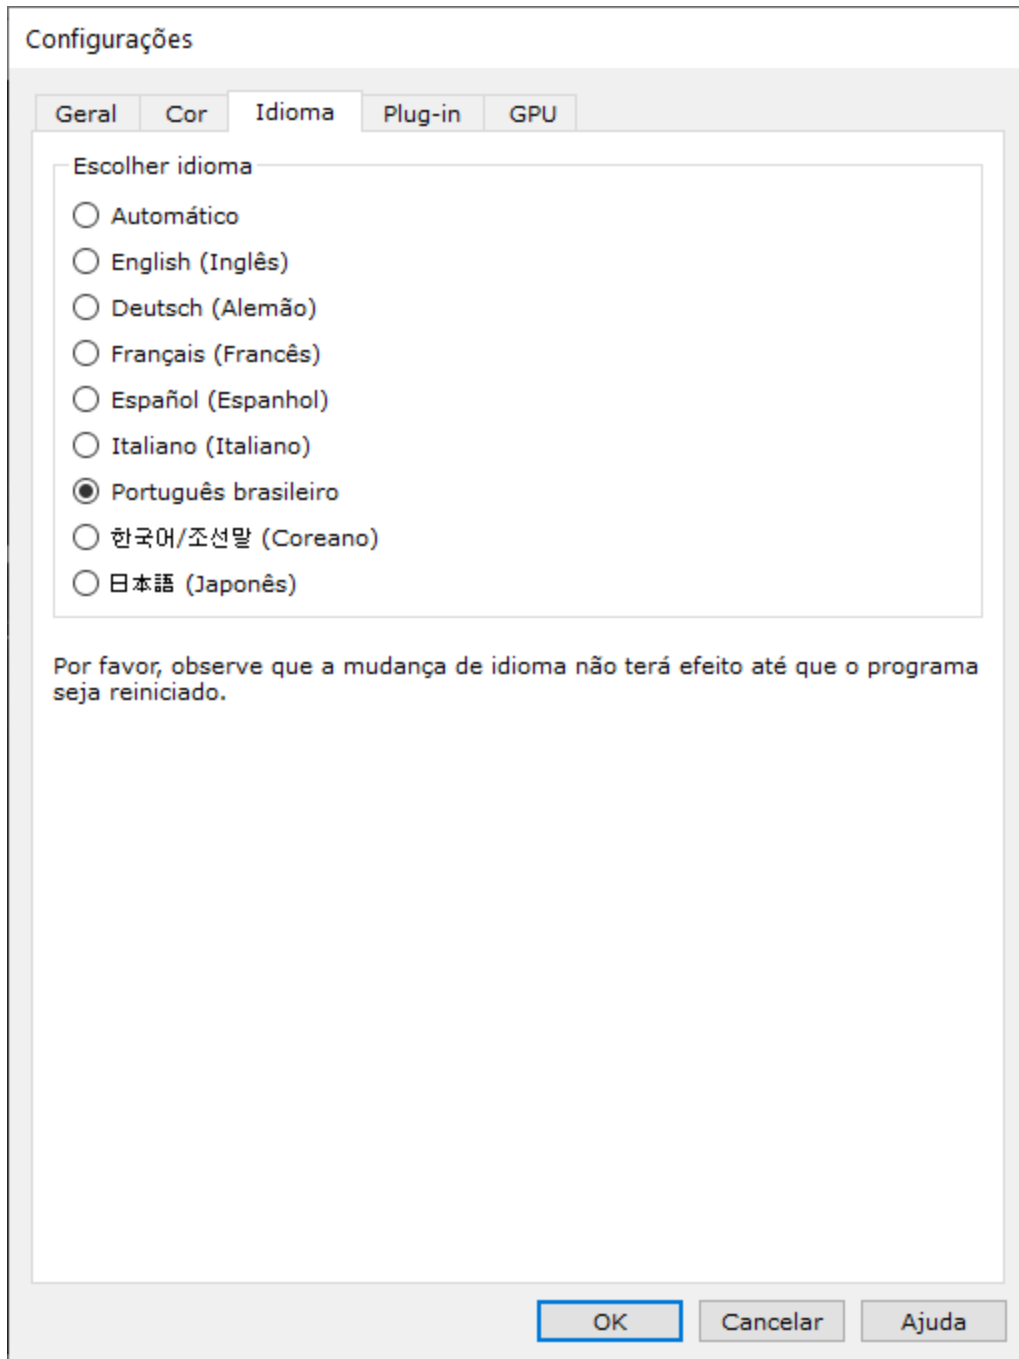 Configurações
Geral Cor Idioma Plug-in GPU
Escolher idioma
Automático
English (Inglês)
Deutsch (Alemão)
Français (Francês)
Español (Espanhol)
Italiano (Italiano)
Português brasileiro
한국어/조선말 (Coreano)
日本語 (Japonês)
Por favor, observe que a mudança de idioma não terá efeito até que o programa
seja reiniciado.
OK Cancelar Ajuda